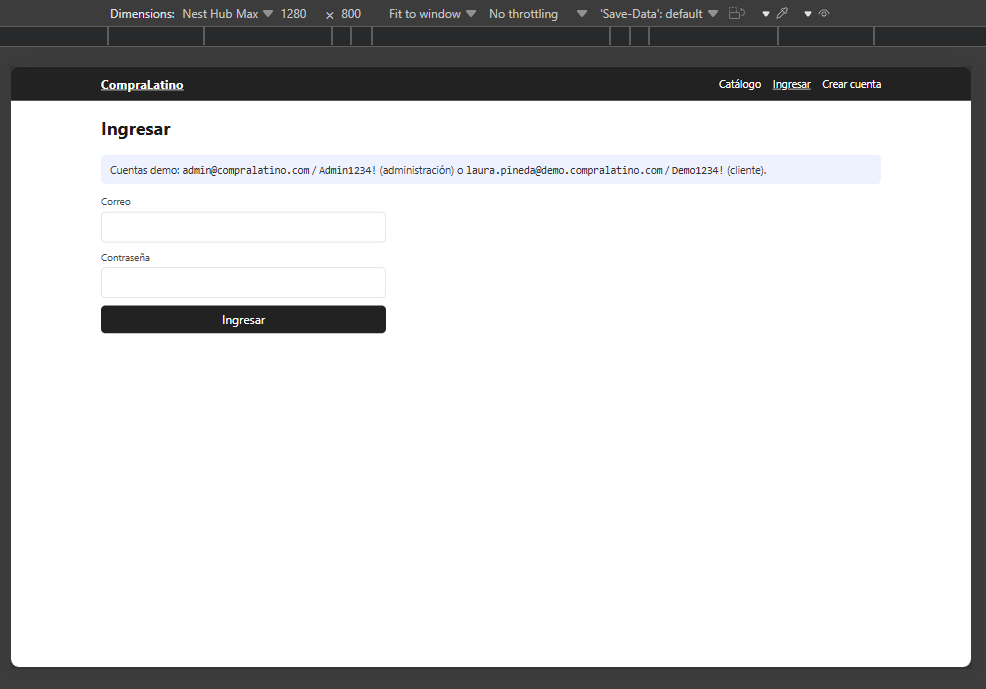 Dimensions: Nest Hub Max 1280 × 800 Fit to window No throttling 'Save-Data': default
CompraLatino Catálogo Ingresar Crear cuenta
Ingresar
Cuentas demo: admin@compralatino.com / Admin1234! (administración) o laura.pineda@demo.compralatino.com / Demo1234! (cliente).
Correo
Contraseña
Ingresar